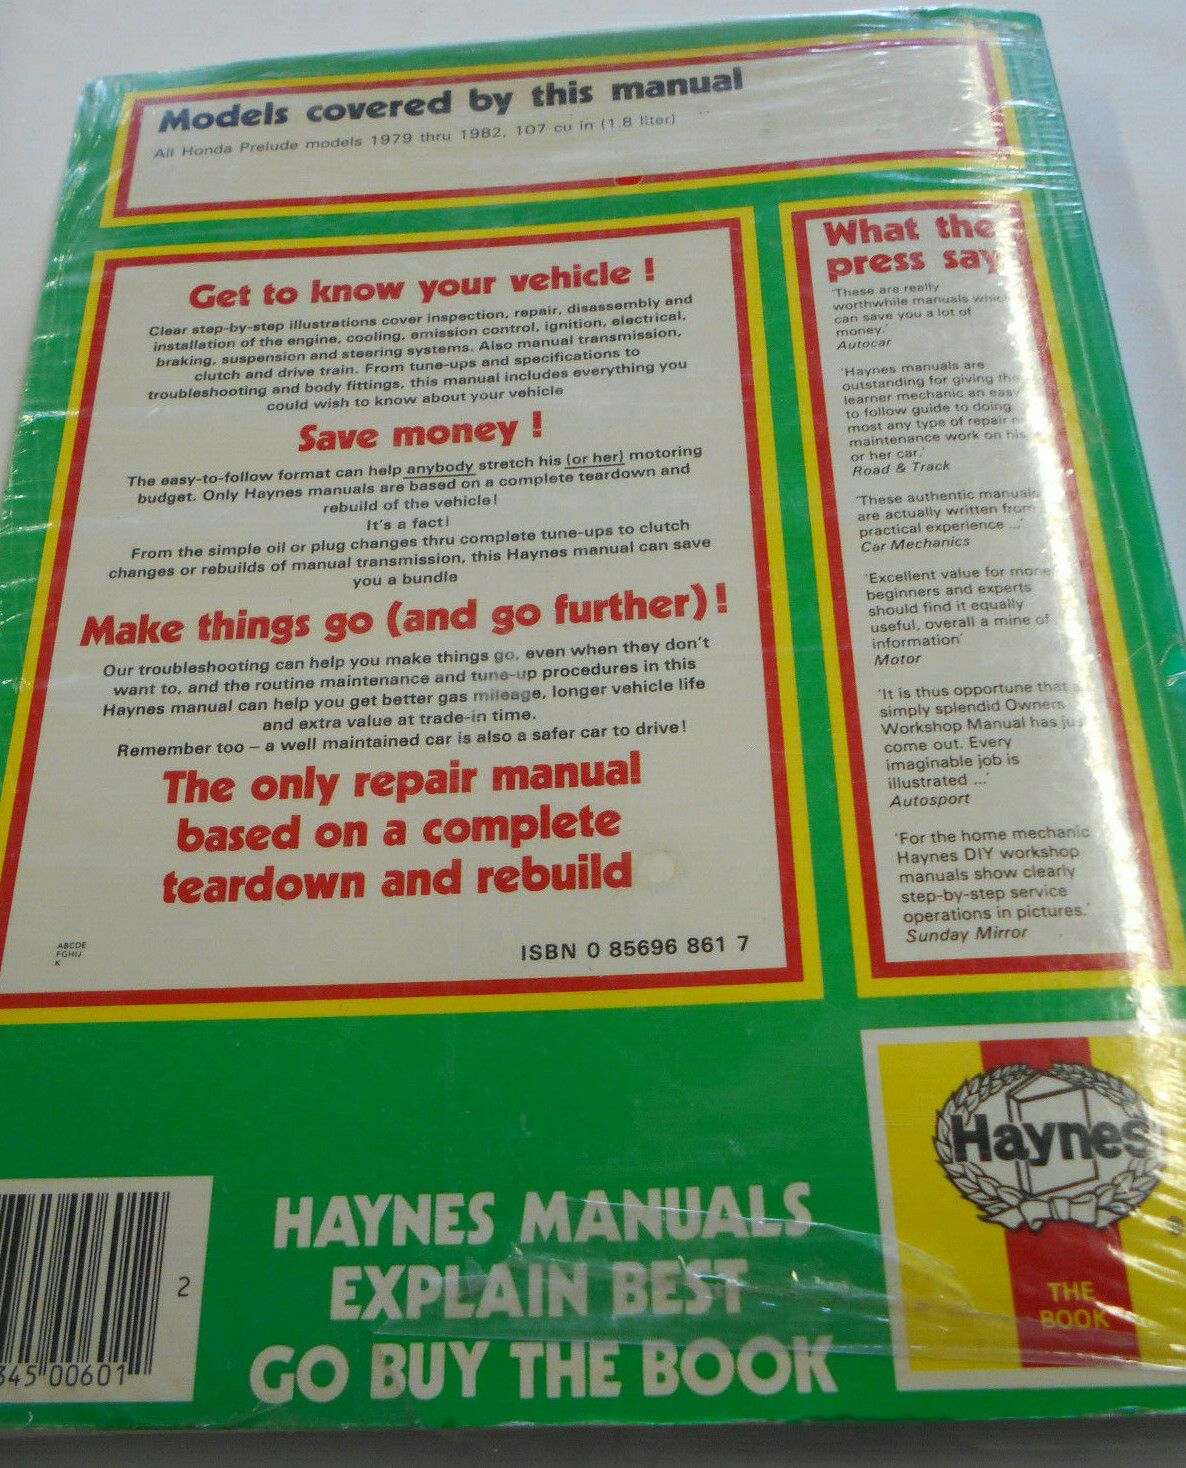 Models covered by this manual
All Honda Prelude models 1979 thru 1982, 107 cu in (1.8 liter)
Get to know your vehicle !
Clear step-by-step illustrations cover inspection, repair, disassembly and
installation of the engine, cooling, emission control, ignition, electrical,
braking, suspension and steering systems. Also manual transmission,
clutch and drive train. From tune-ups and specifications to
troubleshooting and body fittings, this manual includes everything you
could wish to know about your vehicle
Save money !
The easy-to-follow format can help anybody stretch his (or her) motoring
budget. Only Haynes manuals are based on a complete teardown and
rebuild of the vehicle!
It's a fact!
From the simple oil or plug changes thru complete tune-ups to clutch
changes or rebuilds of manual transmission, this Haynes manual can save
you a bundle
Make things go (and go further) !
Our troubleshooting can help you make things go, even when they don't
want to, and the routine maintenance and tune-up procedures in this
Haynes manual can help you get better gas mileage, longer vehicle life
and extra value at trade-in time.
Remember too – a well maintained car is also a safer car to drive!
The only repair manual
based on a complete
teardown and rebuild
ABCDE
FGHIJ
K
ISBN 0 85696 861 7
What the
press say
'These are really
worthwhile manuals which
can save you a lot of
money.'
Autocar
'Haynes manuals are
outstanding for giving the
learner mechanic an easy
to follow guide to doing
most any type of repair
maintenance work on his
or her car.'
Road & Track
'These authentic manuals
are actually written from
practical experience ...'
Car Mechanics
'Excellent value for money
beginners and experts
should find it equally
useful, overall a mine of
information'
Motor
'It is thus opportune that a
simply splendid Owners
Workshop Manual has just
come out. Every
imaginable job is
illustrated ...'
Autosport
'For the home mechanic
Haynes DIY workshop
manuals show clearly
step-by-step service
operations in pictures.'
Sunday Mirror
2
345 00601
HAYNES MANUALS
EXPLAIN BEST
GO BUY THE BOOK
Haynes
®
THE
BOOK